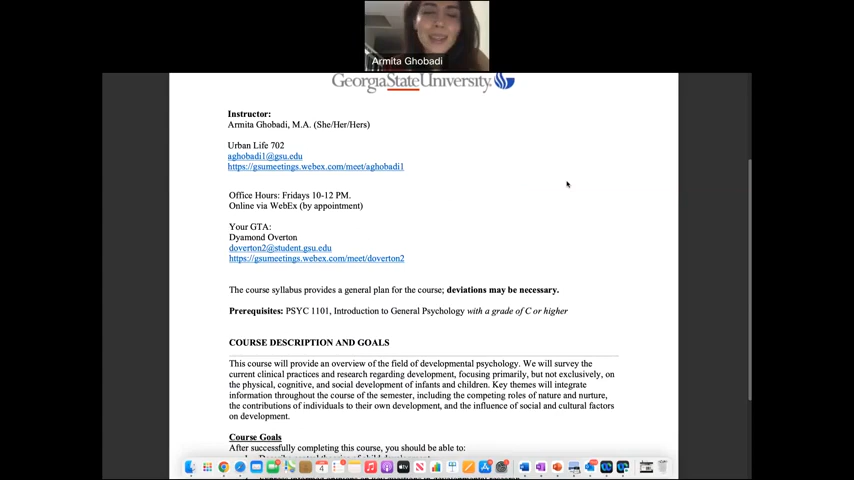 Armita Ghobadi
GeorgiaStateUniversity
Instructor:
Armita Ghobadi, M.A. (She/Her/Hers)
Urban Life 702
aghobadi1@gsu.edu
https://gsumeetings.webex.com/meet/aghobadi1
Office Hours: Fridays 10-12 PM.
Online via WebEx (by appointment)
Your GTA:
Dyamond Overton
doverton2@student.gsu.edu
https://gsumeetings.webex.com/meet/doverton2
The course syllabus provides a general plan for the course; deviations may be necessary.
Prerequisites: PSYC 1101, Introduction to General Psychology with a grade of C or higher
COURSE DESCRIPTION AND GOALS
This course will provide an overview of the field of developmental psychology. We will survey the
current clinical practices and research regarding development, focusing primarily, but not exclusively, on
the physical, cognitive, and social development of infants and children. Key themes will integrate
information throughout the course of the semester, including the competing roles of nature and nurture,
the contributions of individuals to their own development, and the influence of social and cultural factors
on development.
Course Goals
After successfully completing this course, you should be able to: